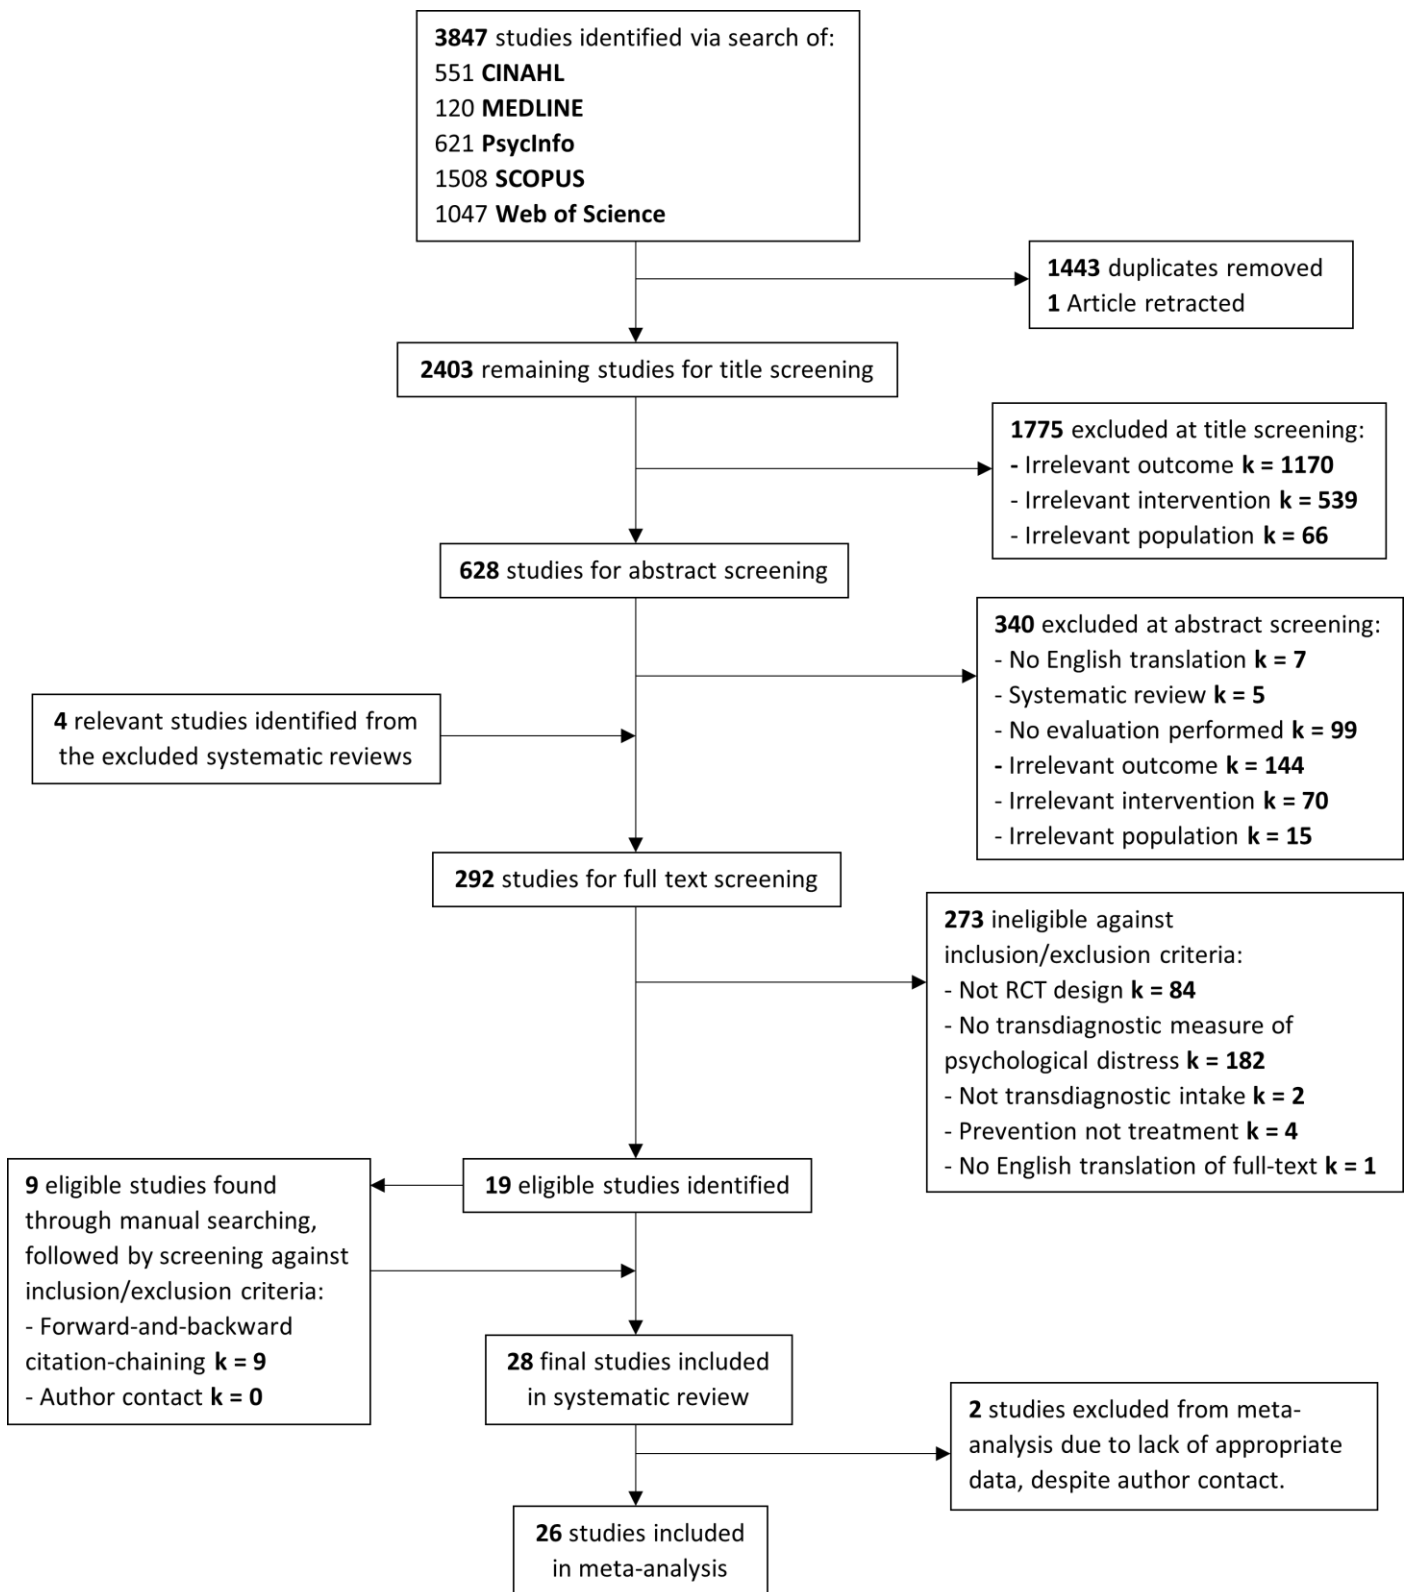 3847 studies identified via search of:
551 CINAHL
120 MEDLINE
621 PsycInfo
1508 SCOPUS
1047 Web of Science
1443 duplicates removed
1 Article retracted
2403 remaining studies for title screening
1775 excluded at title screening:
- Irrelevant outcome k = 1170
- Irrelevant intervention k = 539
- Irrelevant population k = 66
628 studies for abstract screening
340 excluded at abstract screening:
- No English translation k = 7
- Systematic review k = 5
- No evaluation performed k = 99
- Irrelevant outcome k = 144
- Irrelevant intervention k = 70
- Irrelevant population k = 15
4 relevant studies identified from
the excluded systematic reviews
292 studies for full text screening
273 ineligible against
inclusion/exclusion criteria:
- Not RCT design k = 84
- No transdiagnostic measure of
psychological distress k = 182
- Not transdiagnostic intake k = 2
- Prevention not treatment k = 4
- No English translation of full-text k = 1
19 eligible studies identified
9 eligible studies found
through manual searching,
followed by screening against
inclusion/exclusion criteria:
- Forward-and-backward
citation-chaining k = 9
- Author contact k = 0
28 final studies included
in systematic review
2 studies excluded from meta-
analysis due to lack of appropriate
data, despite author contact.
26 studies included
in meta-analysis